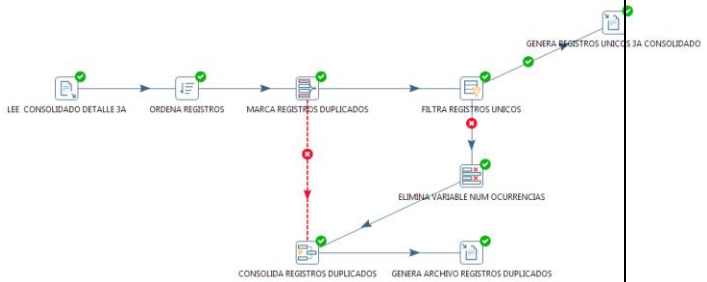 GENERA REGISTROS UNICOS 3A CONSOLIDADO
LEE CONSOLIDADO DETALLE 3A
ORDENA REGISTROS
MARCA REGISTROS DUPLICADOS
FILTRA REGISTROS UNICOS
ELIMINA VARIABLE NUM OCURRENCIAS
CONSOLIDA REGISTROS DUPLICADOS
GENERA ARCHIVO REGISTROS DUPLICADOS